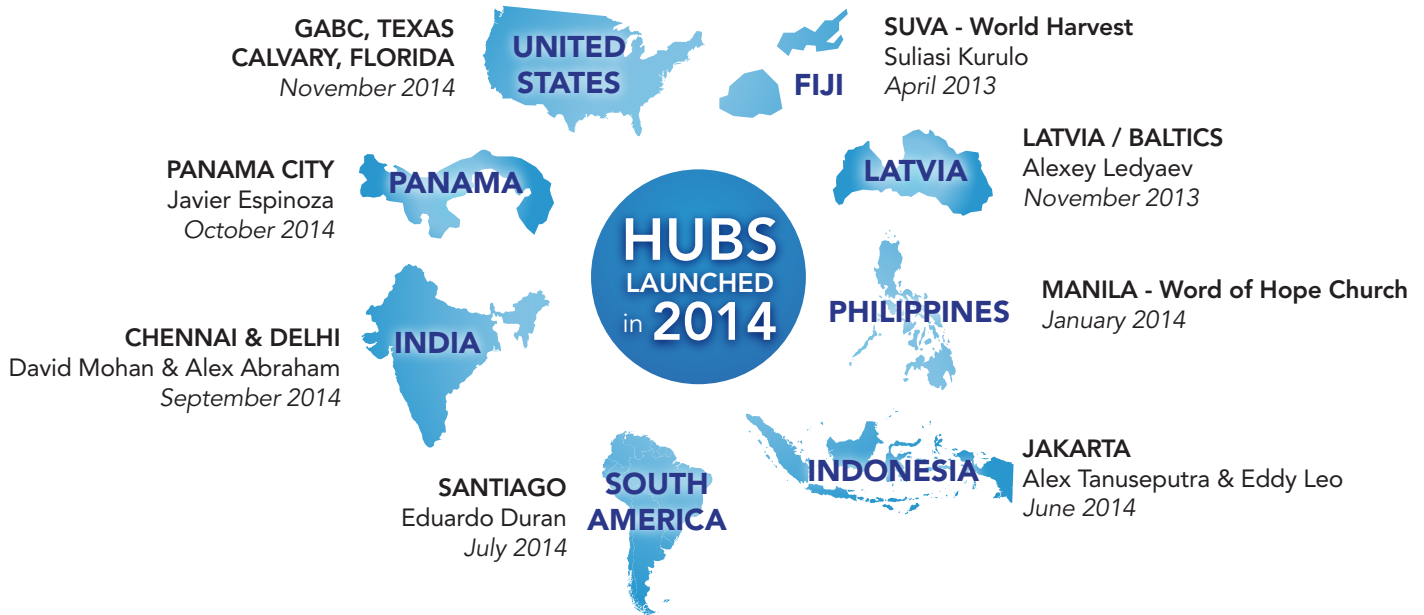 GABC, TEXAS
CALVARY, FLORIDA
November 2014
UNITED
STATES
FIJI
SUVA - World Harvest
Suliasi Kurulo
April 2013
PANAMA CITY
Javier Espinoza
October 2014
PANAMA
LATVIA
LATVIA / BALTICS
Alexey Ledyaev
November 2013
HUBS
LAUNCHED
in 2014
CHENNAI & DELHI
David Mohan & Alex Abraham
September 2014
INDIA
PHILIPPINES
MANILA - Word of Hope Church
January 2014
SANTIAGO
Eduardo Duran
July 2014
SOUTH
AMERICA
INDONESIA
JAKARTA
Alex Tanuseputra & Eddy Leo
June 2014